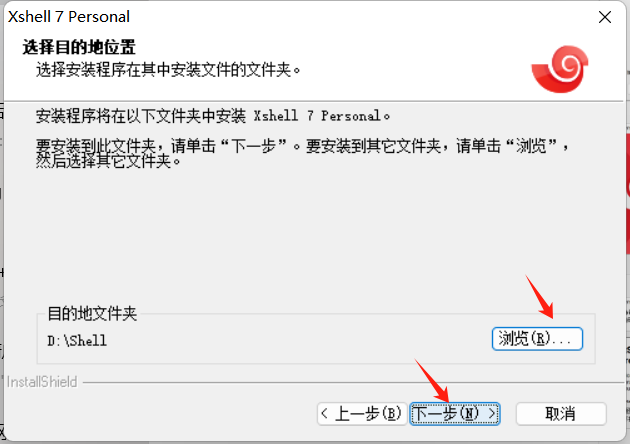 Xshell 7 Personal
选择目的地位置
选择安装程序在其中安装文件的文件夹。
安装程序将在以下文件夹中安装 Xshell 7 Personal。
要安装到此文件夹，请单击“下一步”。要安装到其它文件夹，请单击“浏览”，
然后选择其它文件夹。
目的地文件夹
D:\Shell
浏览(R)...
InstallShield
< 上一步(B)
下一步(N) >
取消